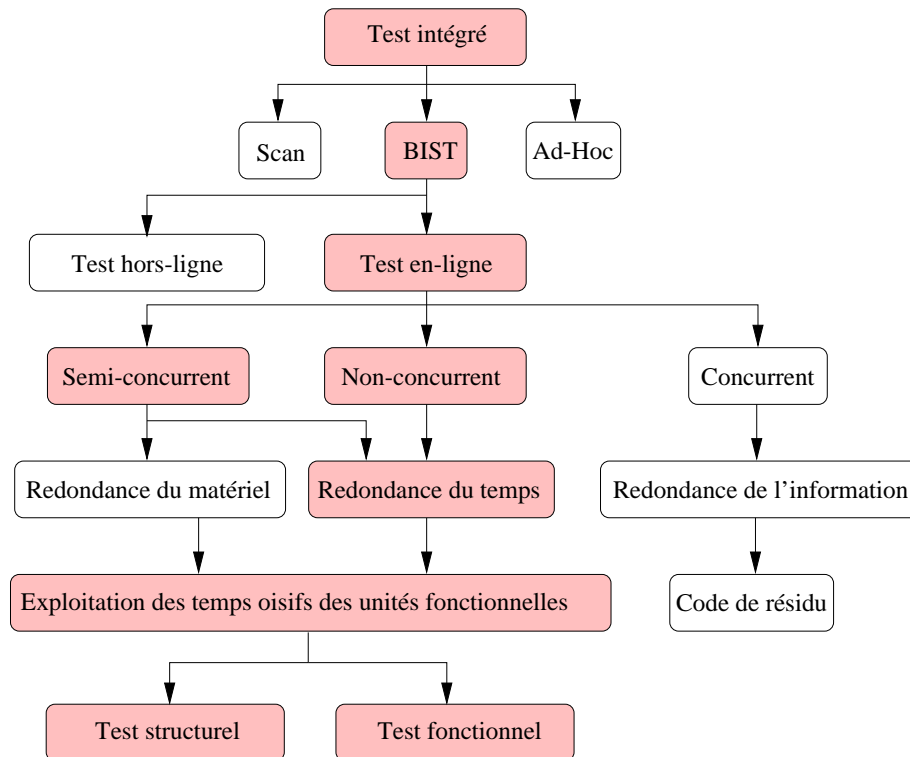 Test intégré
Scan
BIST
Ad-Hoc
Test hors-ligne
Test en-ligne
Semi-concurrent
Non-concurrent
Concurrent
Redondance du matériel
Redondance du temps
Redondance de l’information
Exploitation des temps oisifs des unités fonctionnelles
Code de résidu
Test structurel
Test fonctionnel